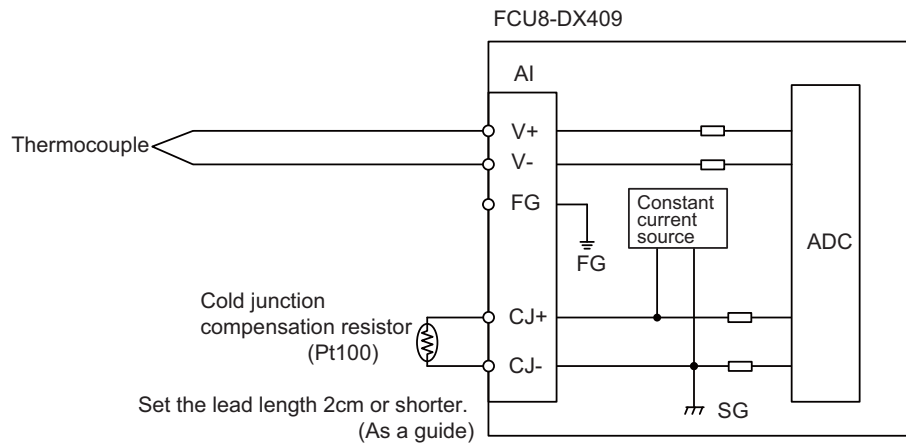 FCU8-DX409
AI
Thermocouple
V+
V-
FG
FG
Constant
current
source
ADC
Cold junction
compensation resistor
(Pt100)
CJ+
CJ-
SG
Set the lead length 2cm or shorter.
(As a guide)